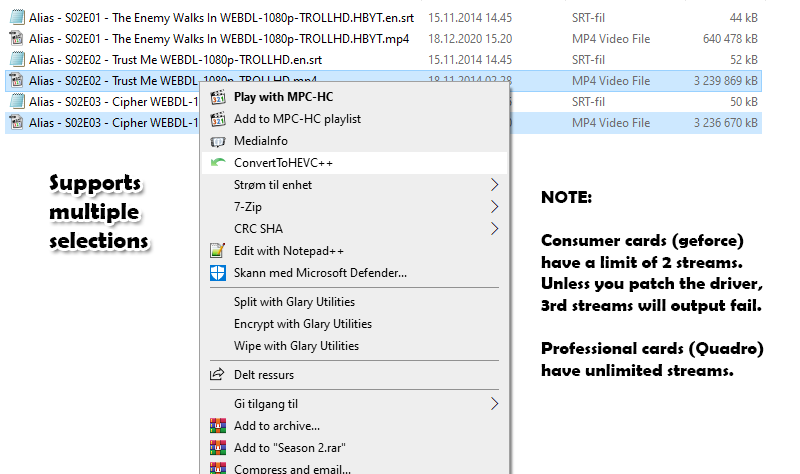 Alias - S02E01 - The Enemy Walks In WEBDL-1080p-TROLLHD.HBYT.en.srt 15.11.2014 14.45 SRT-fil 44 kB
Alias - S02E01 - The Enemy Walks In WEBDL-1080p-TROLLHD.HBYT.mp4 18.12.2020 15.20 MP4 Video File 640 478 kB
Alias - S02E02 - Trust Me WEBDL-1080p-TROLLHD.en.srt 15.11.2014 14.45 SRT-fil 52 kB
Alias - S02E02 - Trust Me WEBDL-1080p-TROLLHD.mp4 18.11.2014 02.28 MP4 Video File 3 239 869 kB
Alias - S02E03 - Cipher WEBDL-1 SRT-fil 50 kB
Alias - S02E03 - Cipher WEBDL-1 MP4 Video File 3 236 670 kB
Play with MPC-HC
Add to MPC-HC playlist
MediaInfo
ConvertToHEVC++
Strøm til enhet
7-Zip
CRC SHA
Edit with Notepad++
Skann med Microsoft Defender...
Split with Glary Utilities
Encrypt with Glary Utilities
Wipe with Glary Utilities
Delt ressurs
Gi tilgang til
Add to archive...
Add to "Season 2.rar"
Compress and email...
Supports
multiple
selections
NOTE:
Consumer cards (geforce)
have a limit of 2 streams.
Unless you patch the driver,
3rd streams will output fail.
Professional cards (Quadro)
have unlimited streams.